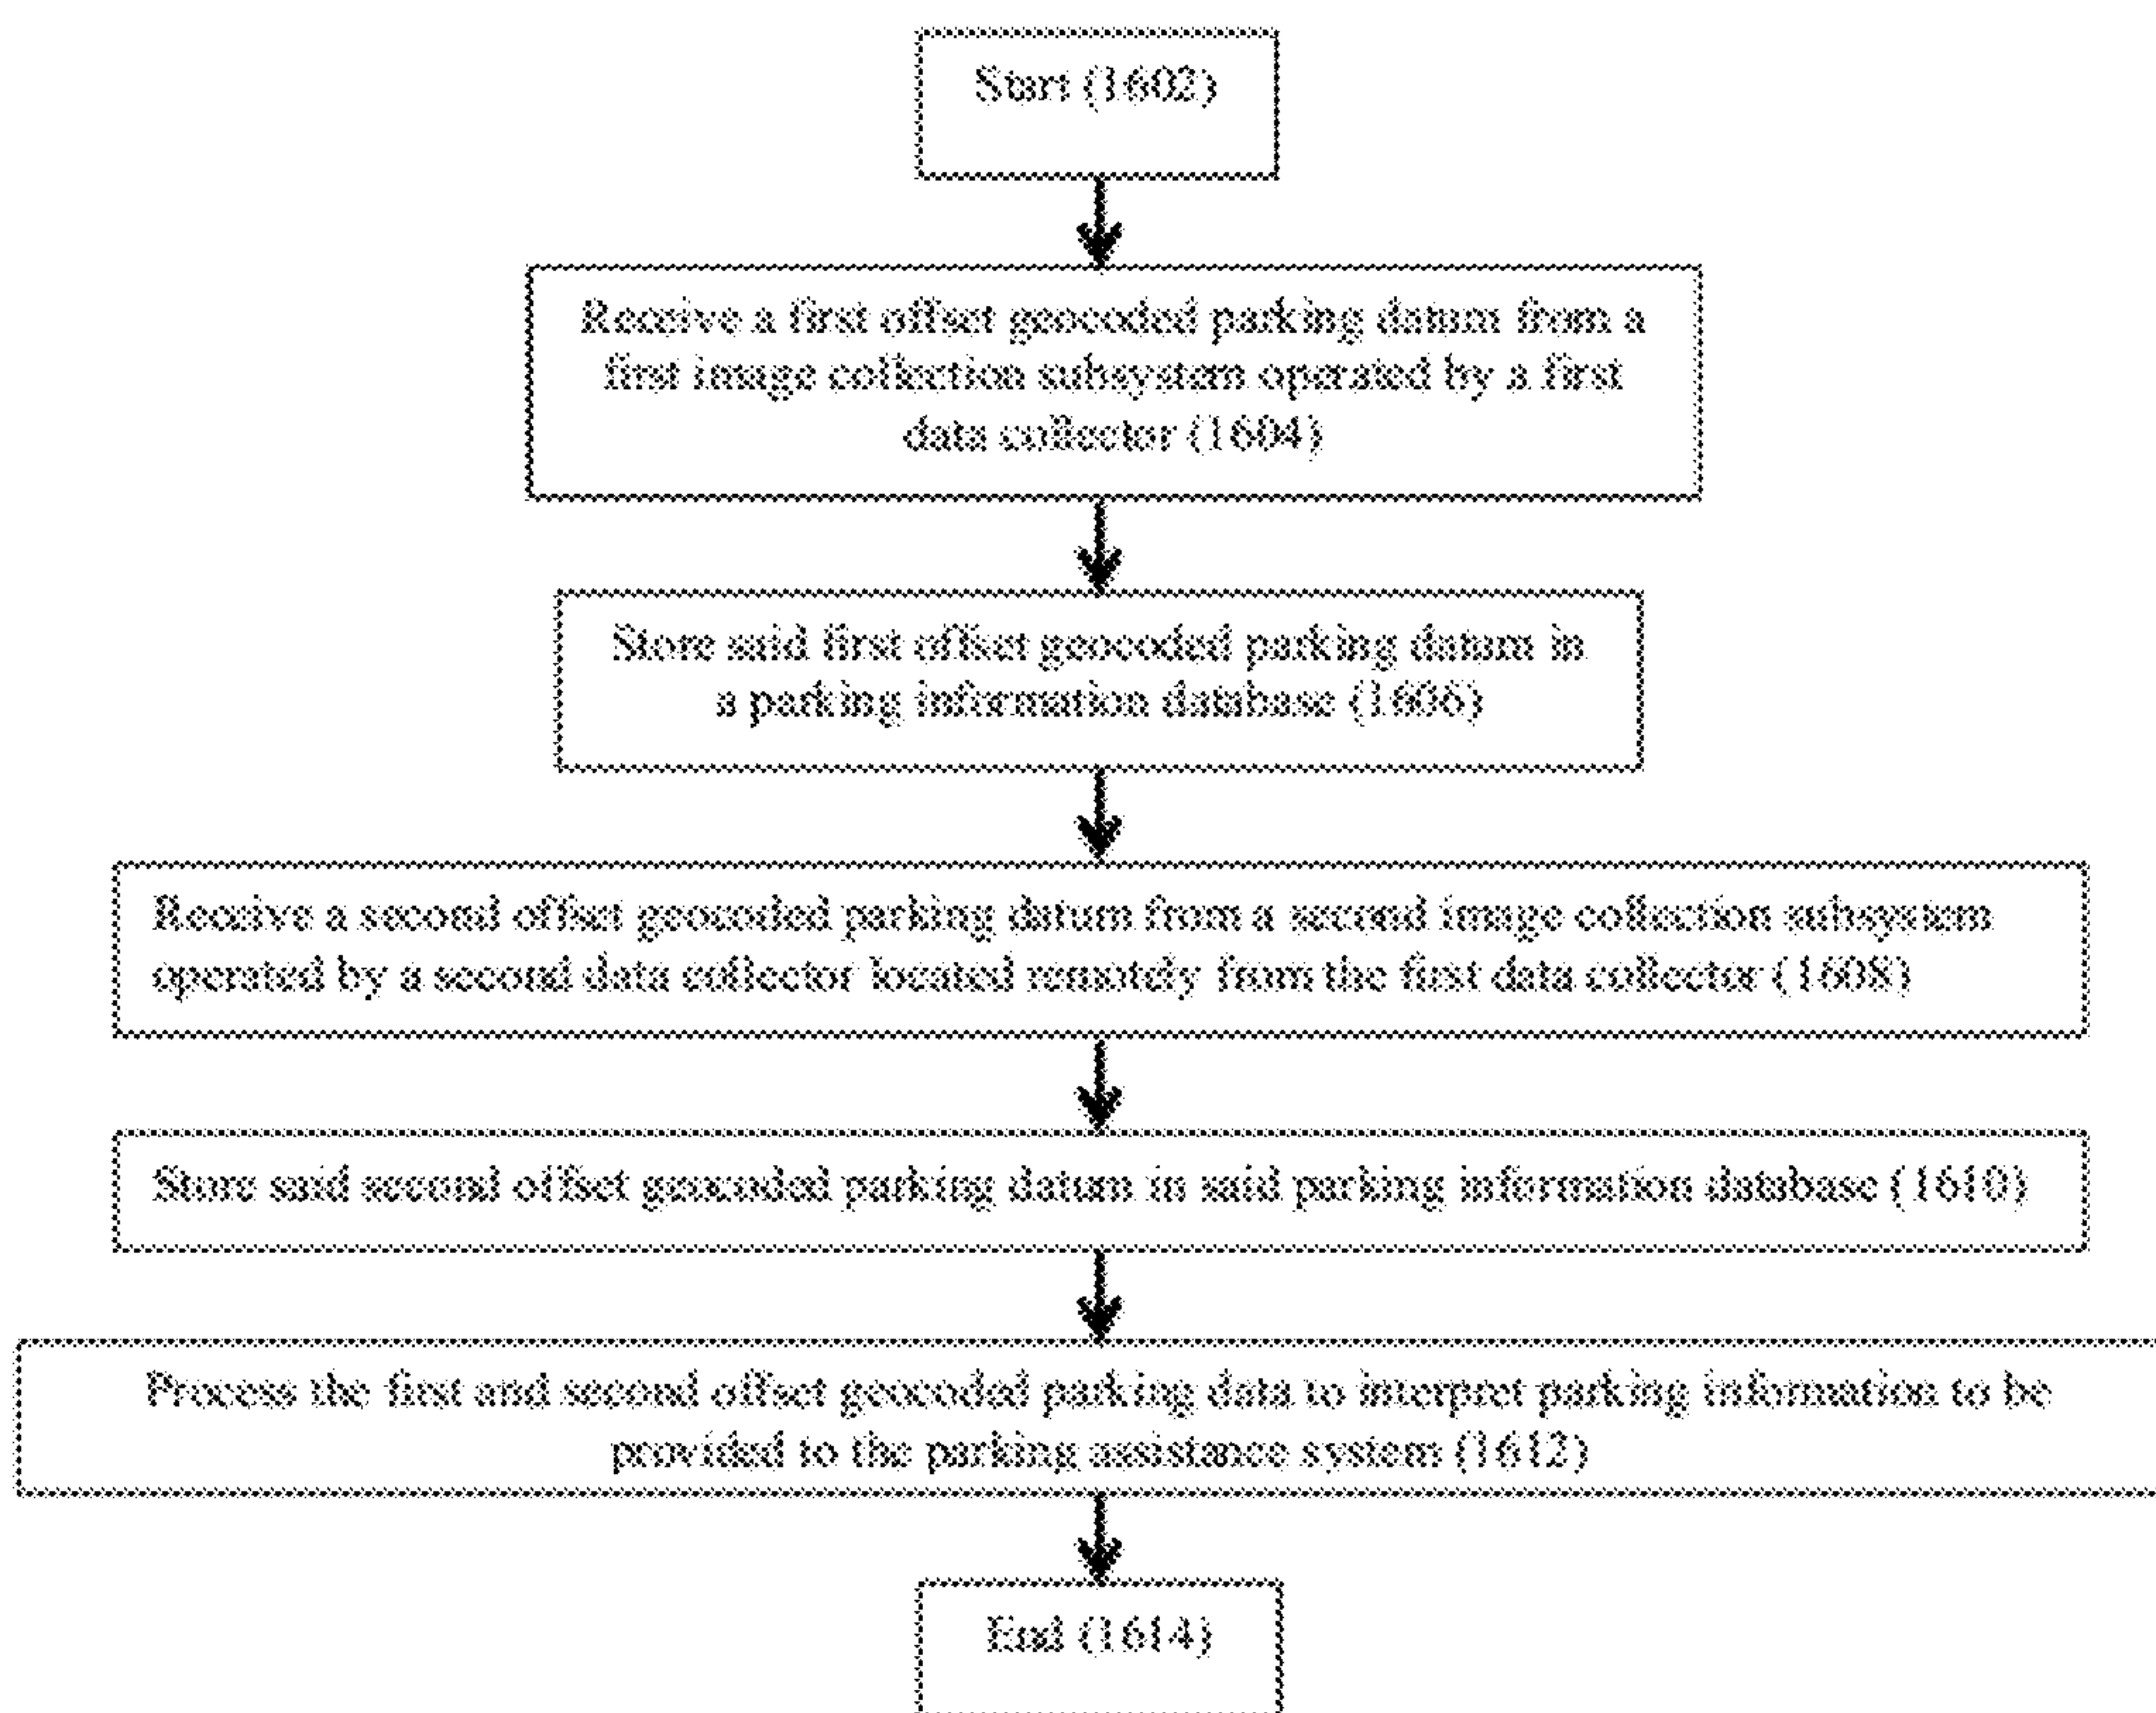 Start (1602)
Receive a first offset geocoded parking datum from a
first image collection subsystem operated by a first
data collector (1604)
Store said first offset geocoded parking datum in
a parking information database (1606)
Receive a second offset geocoded parking datum from a second image collection subsystem
operated by a second data collector located remotely from the first data collector (1608)
Store said second offset geocoded parking datum in said parking information database (1610)
Process the first and second offset geocoded parking data to interpret parking information to be
provided to the parking assistance system (1612)
End (1614)